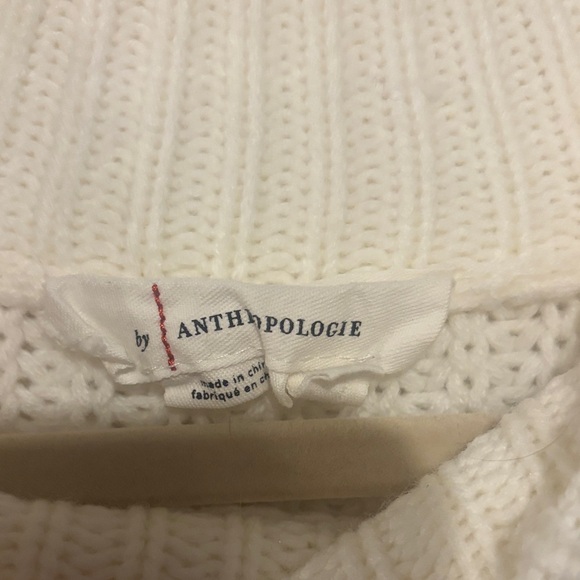 by ANTHROPOLOGIE
made in
fabriqué en